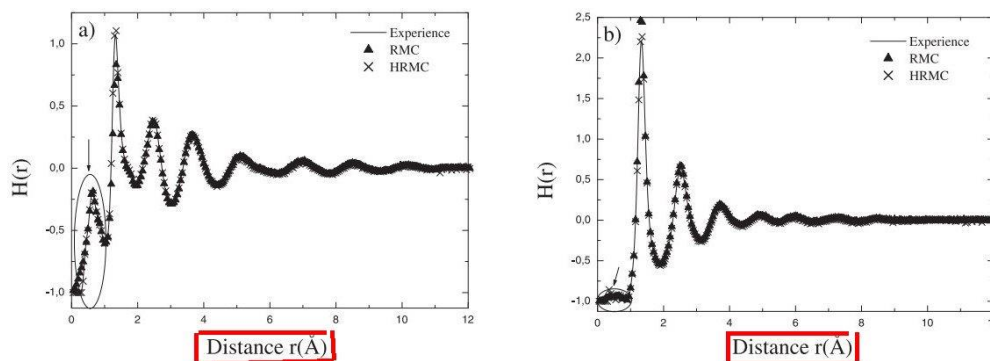 a)
Experience
RMC
HRMC
H(r)
1,0
0,5
0,0
-0,5
-1,0
0 2 4 6 8 10 12
Distance r(Å)
b)
Experience
RMC
HRMC
H(r)
2,5
2,0
1,5
1,0
0,5
0,0
-0,5
-1,0
0 2 4 6 8 10
Distance r(Å)